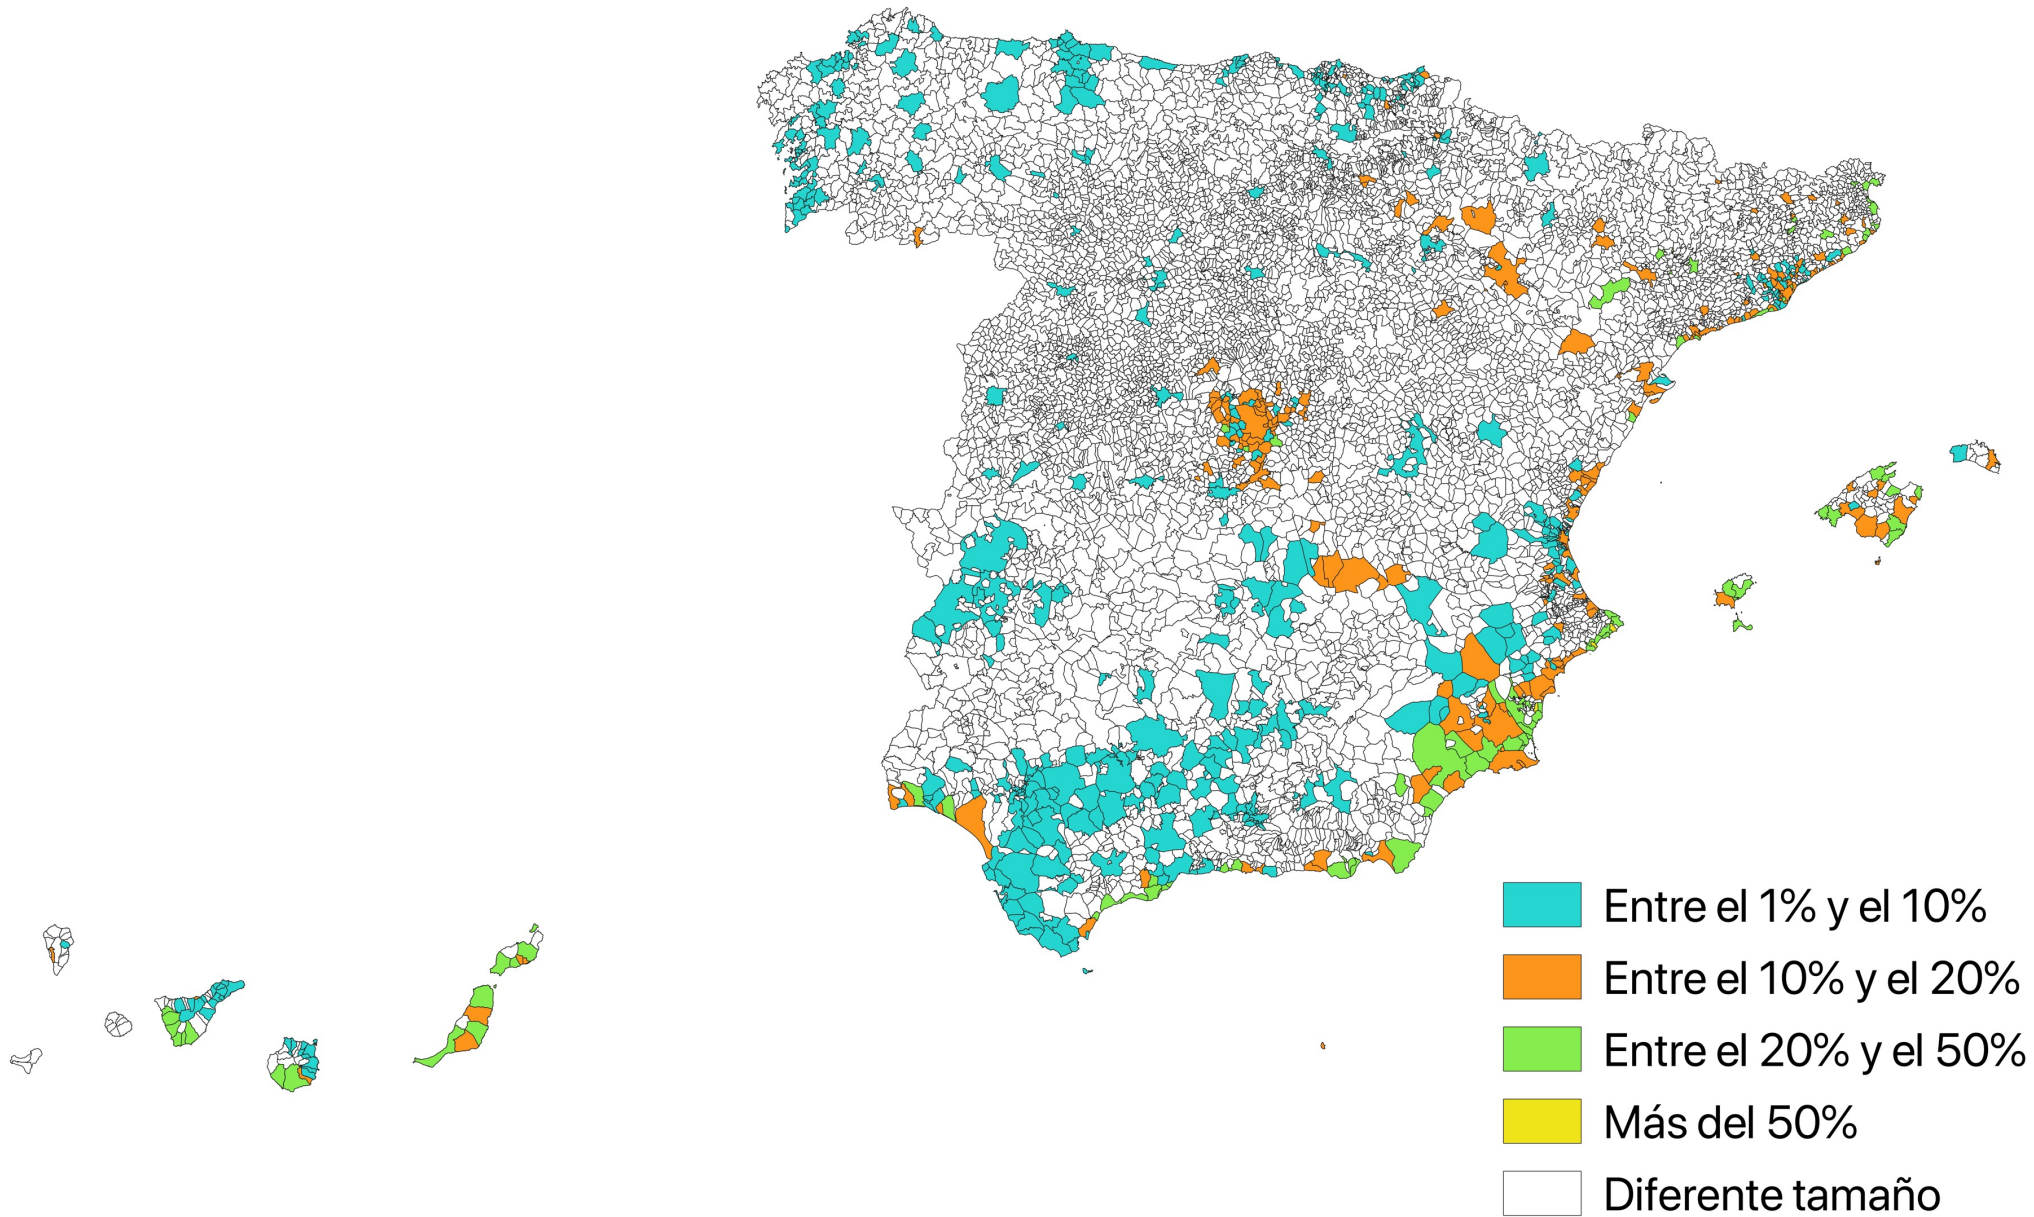 Entre el 1% y el 10%
Entre el 10% y el 20%
Entre el 20% y el 50%
Más del 50%
Diferente tamaño